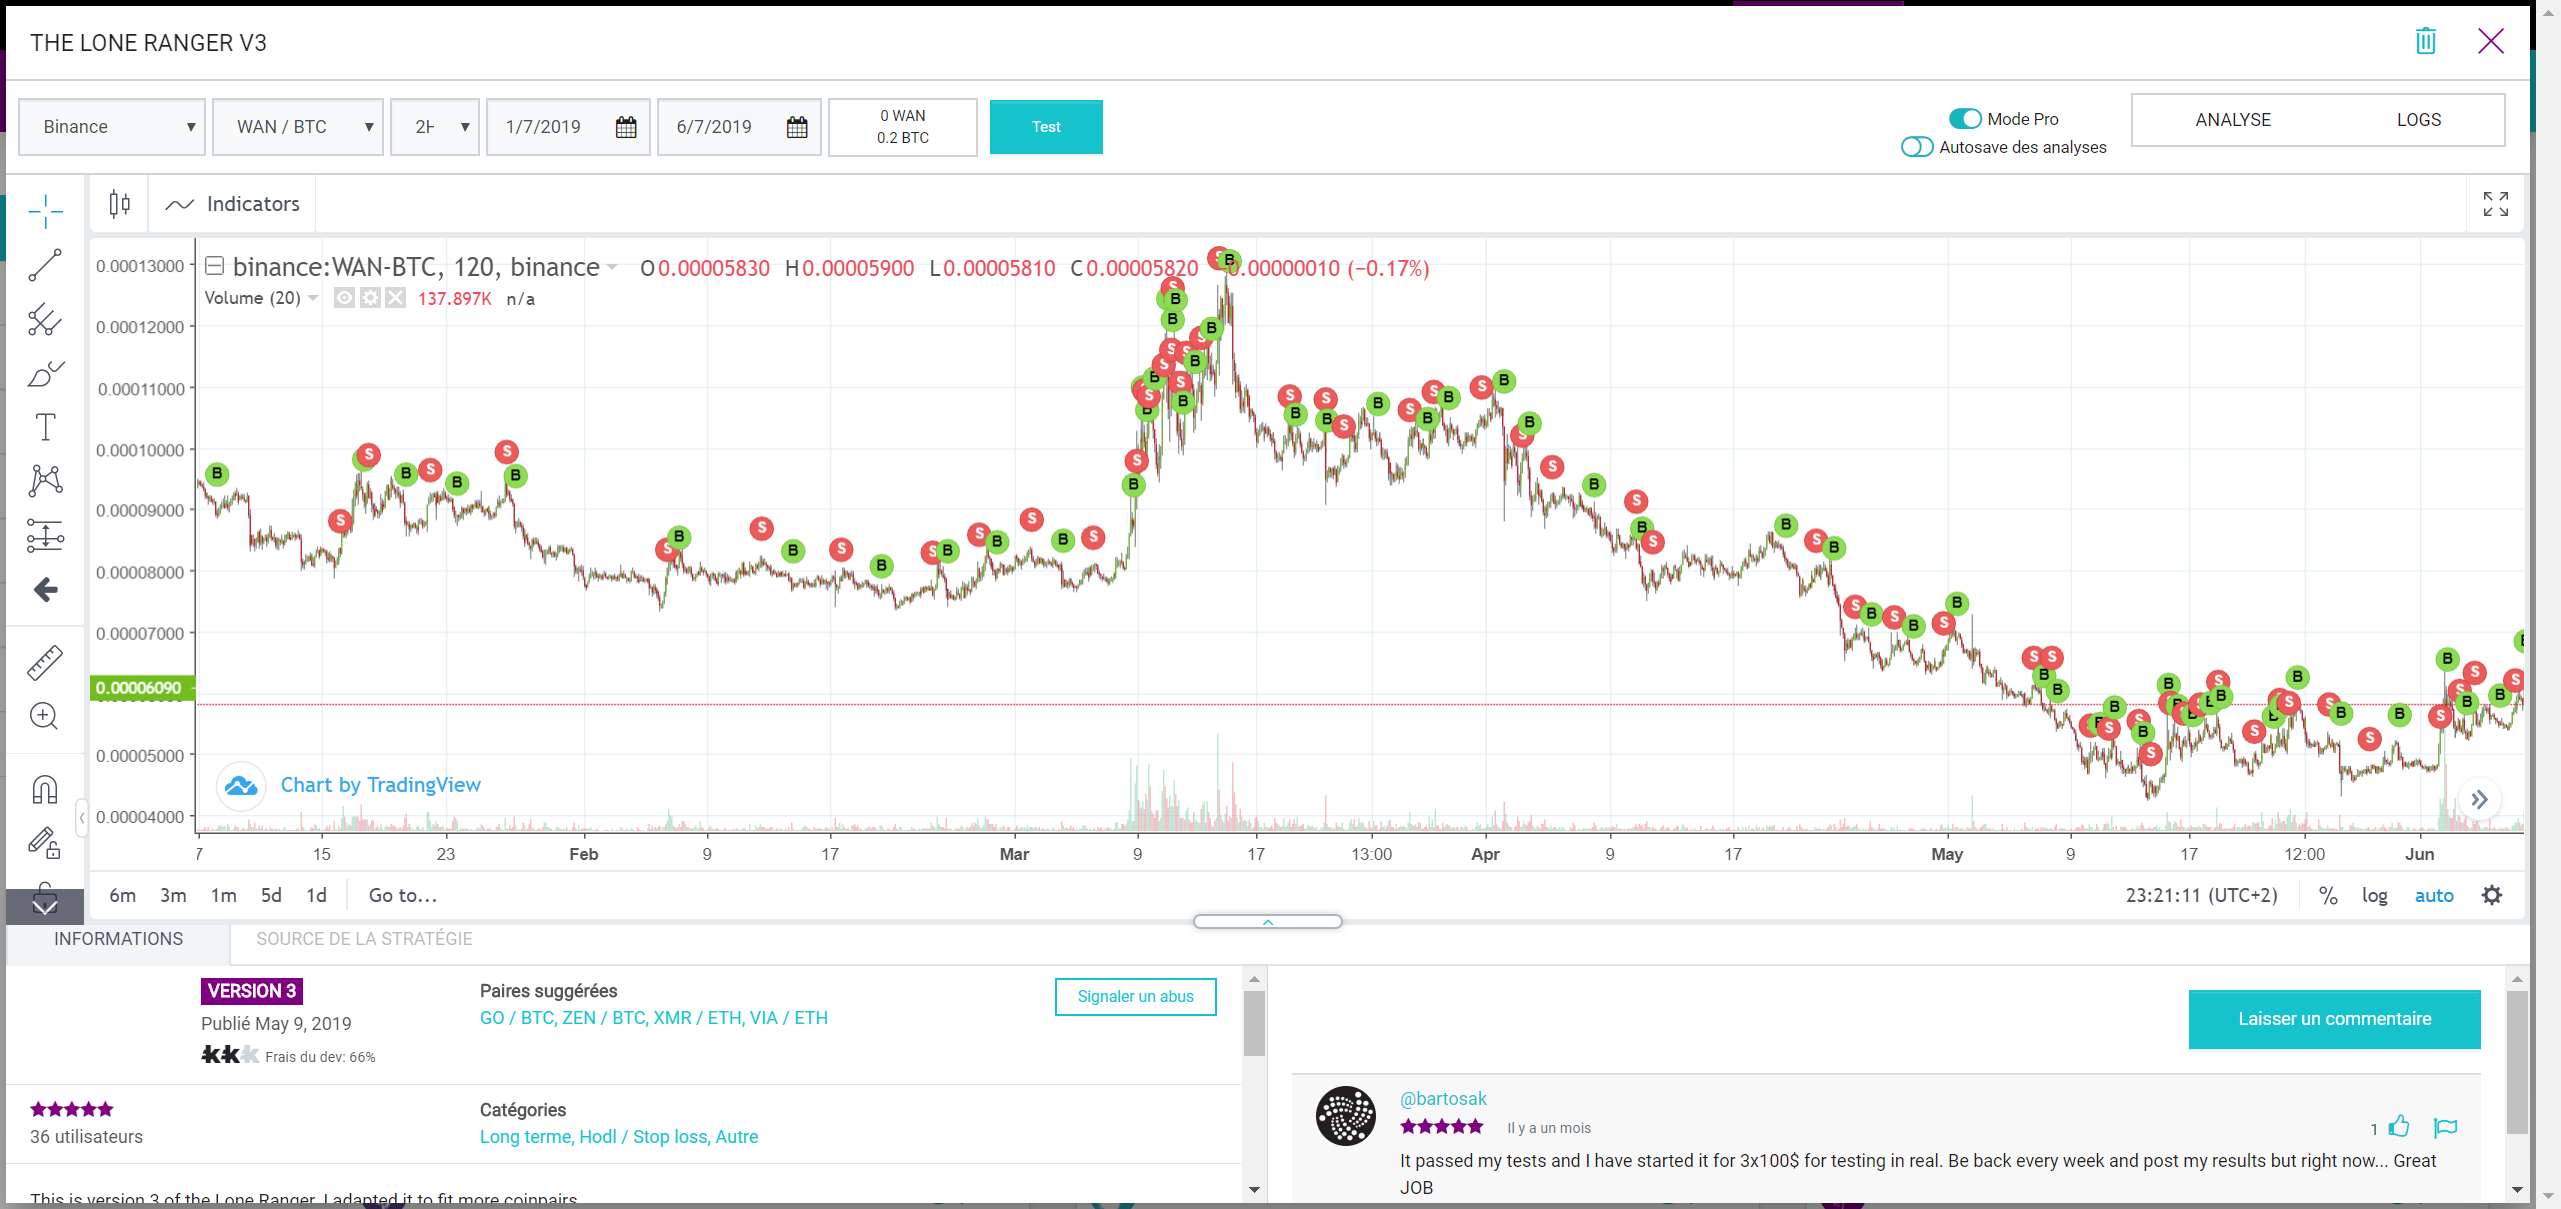 THE LONE RANGER V3
Binance
WAN / BTC
1/7/2019
6/7/2019
0 WAN
0.2 BTC
Test
Mode Pro
Autosave des analyses
ANALYSE
LOGS
Indicators
binance:WAN-BTC, 120, binance
O0.00005830 H0.00005900 L0.00005810 C0.00005820 −0.00000010 (−0.17%)
Volume (20)
137.897K n/a
0.00013000
0.00012000
0.00011000
0.00010000
0.00009000
0.00008000
0.00007000
0.00006090
0.00005000
0.00004000
Chart by TradingView
7 15 23 Feb 9 17 Mar 9 17 13:00 Apr 9 17 May 9 17 12:00 Jun
6m 3m 1m 5d 1d Go to...
23:21:11 (UTC+2) % log auto
INFORMATIONS
SOURCE DE LA STRATÉGIE
VERSION 3
Publié May 9, 2019
Frais du dev: 66%
Paires suggérées
GO / BTC, ZEN / BTC, XMR / ETH, VIA / ETH
Signaler un abus
36 utilisateurs
Catégories
Long terme, Hodl / Stop loss, Autre
This is version 3 of the Lone Ranger. I adapted it to fit more coinpairs
Laisser un commentaire
@bartosak
Il y a un mois
1
It passed my tests and I have started it for 3x100$ for testing in real. Be back every week and post my results but right now... Great
JOB